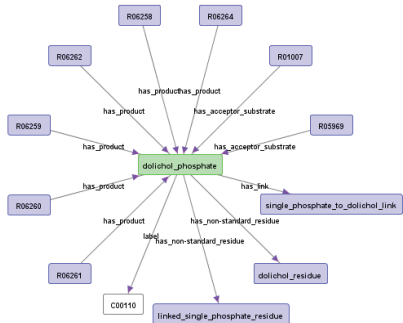 R06258
R06264
R06262
R01007
has_product
has_product
has_product
has_acceptor_substrate
R06259
R05969
has_product
has_acceptor_substrate
dolichol_phosphate
has_product
has_link
R06260
single_phosphate_to_dolichol_link
has_product
has_non-standard_residue
label
has_non-standard_residue
R06261
dolichol_residue
C00110
linked_single_phosphate_residue